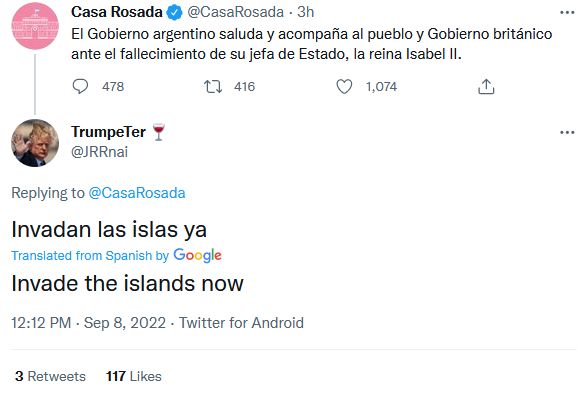 Casa Rosada @CasaRosada · 3h
El Gobierno argentino saluda y acompaña al pueblo y Gobierno británico
ante el fallecimiento de su jefa de Estado, la reina Isabel II.
478 416 1,074
TrumpeTer 🍷
@JRRnai
Replying to @CasaRosada
Invadan las islas ya
Translated from Spanish by Google
Invade the islands now
12:12 PM · Sep 8, 2022 · Twitter for Android
3 Retweets 117 Likes